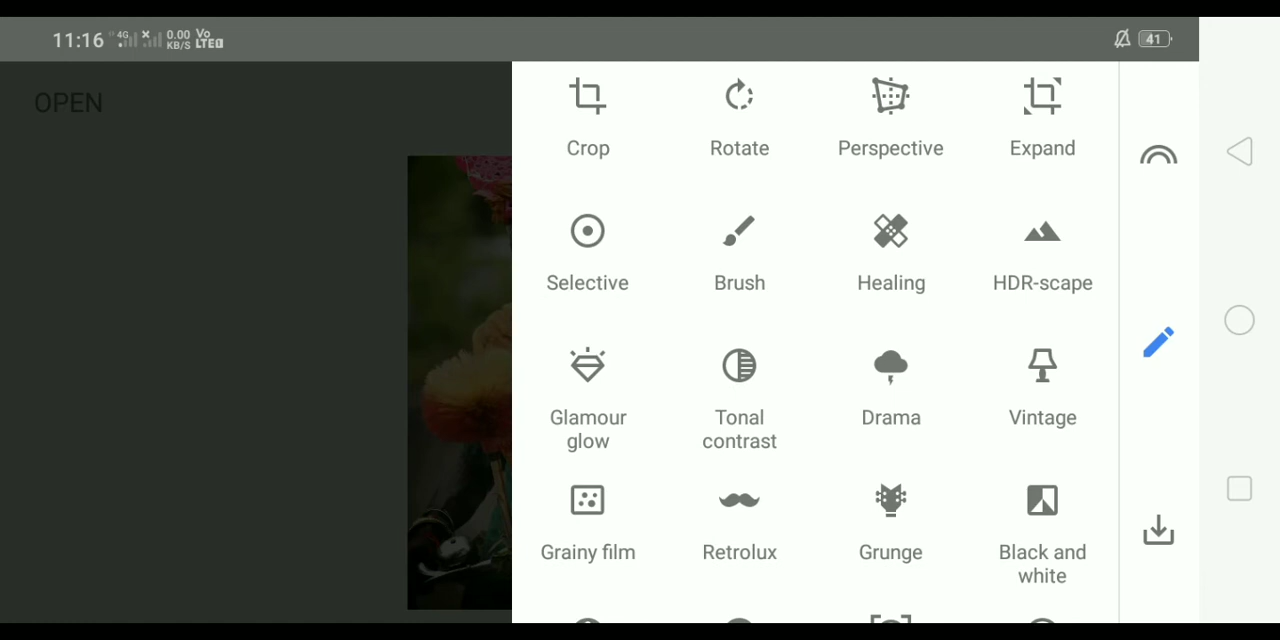 11:16 4G 0.00 KB/S Vo LTE 41
OPEN
Crop Rotate Perspective Expand
Selective Brush Healing HDR-scape
Glamour glow Tonal contrast Drama Vintage
Grainy film Retrolux Grunge Black and white